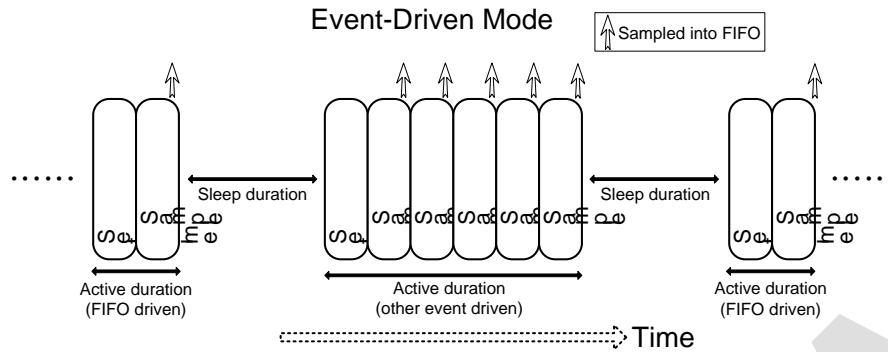 Event-Driven Mode
Sampled into FIFO
Sleep duration
Sleep duration
Active duration
(FIFO driven)
Active duration
(other event driven)
Active duration
(FIFO driven)
Time